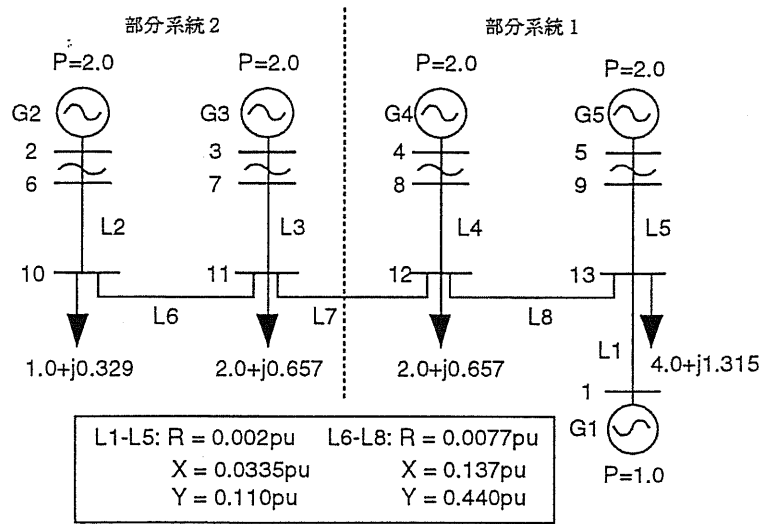 部分系統2 部分系統1
P=2.0 P=2.0 P=2.0 P=2.0
G2 G3 G4 G5
2 3 4 5
6 7 8 9
L2 L3 L4 L5
10 11 12 13
L6 L7 L8
L1
1.0+j0.329 2.0+j0.657 2.0+j0.657 4.0+j1.315
1
G1
P=1.0
L1-L5: R = 0.002pu L6-L8: R = 0.0077pu
X = 0.0335pu X = 0.137pu
Y = 0.110pu Y = 0.440pu